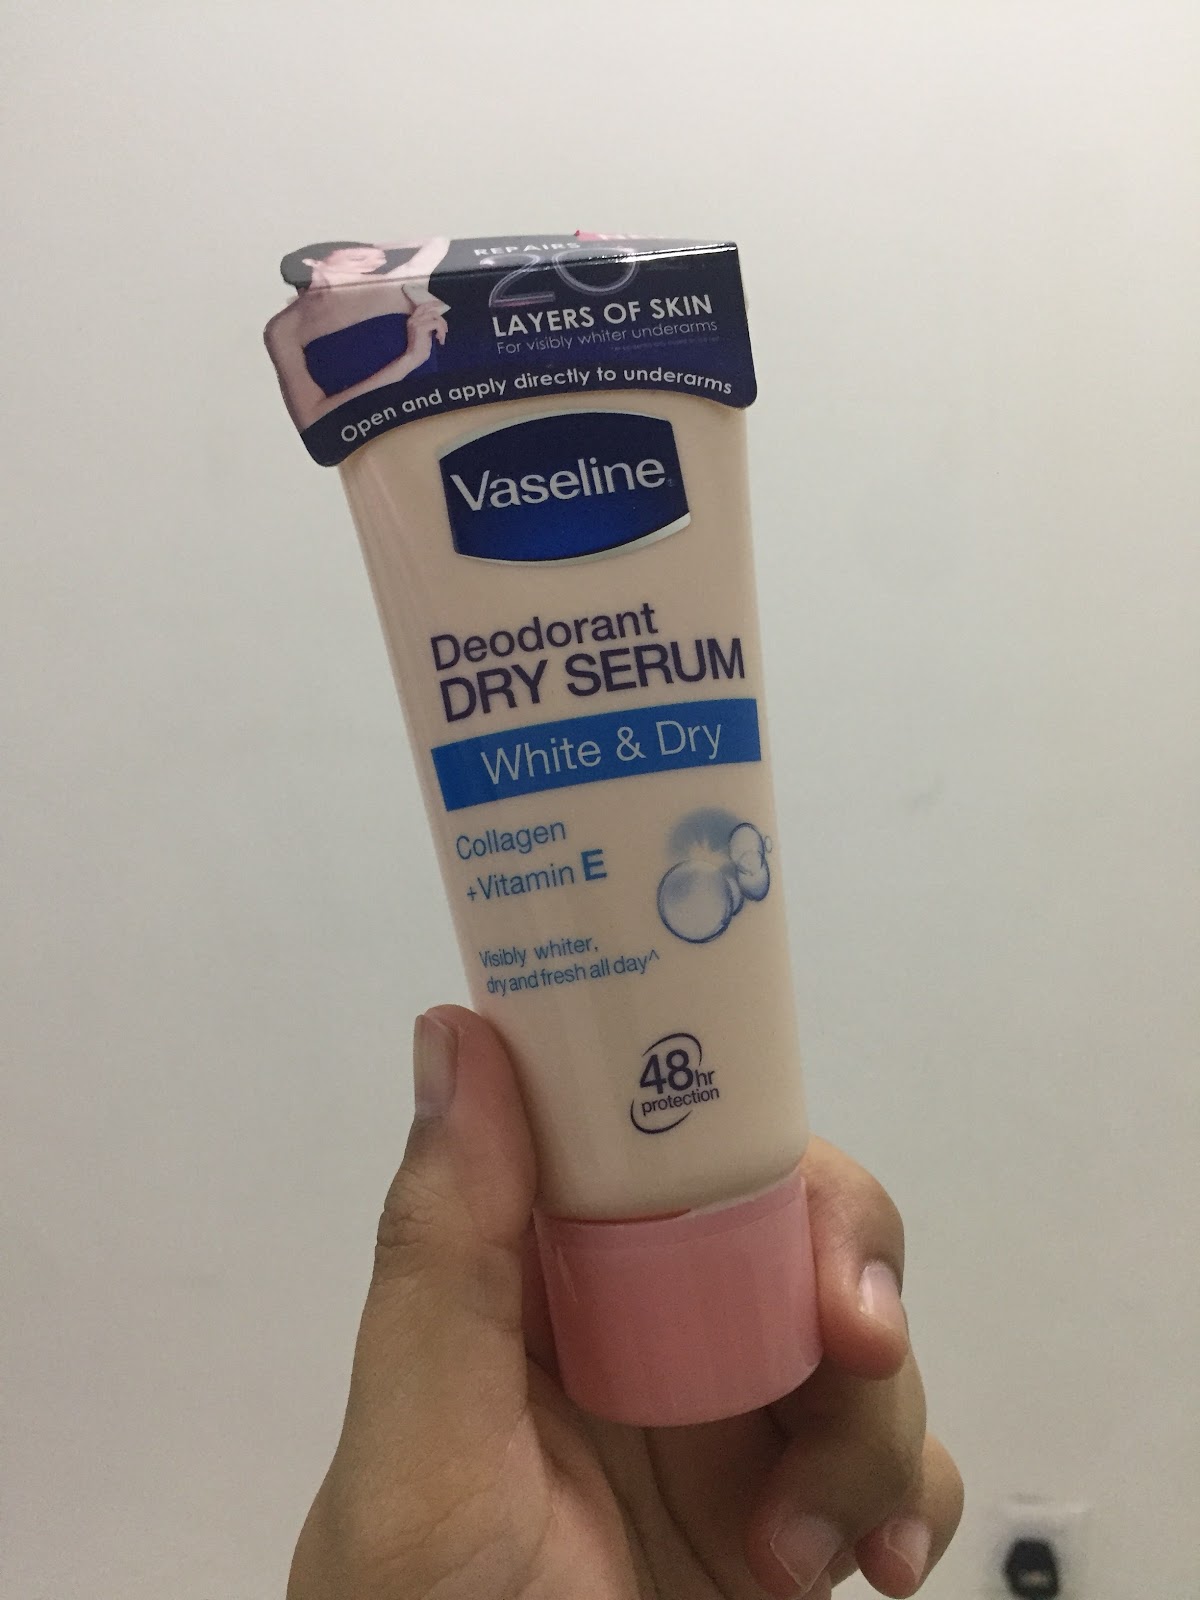 REPAIRS
20
LAYERS OF SKIN
For visibly whiter underarms
Open and apply directly to underarms
Vaseline
Deodorant
DRY SERUM
White & Dry
Collagen
+Vitamin E
Visibly whiter,
dry and fresh all day^
48hr
protection